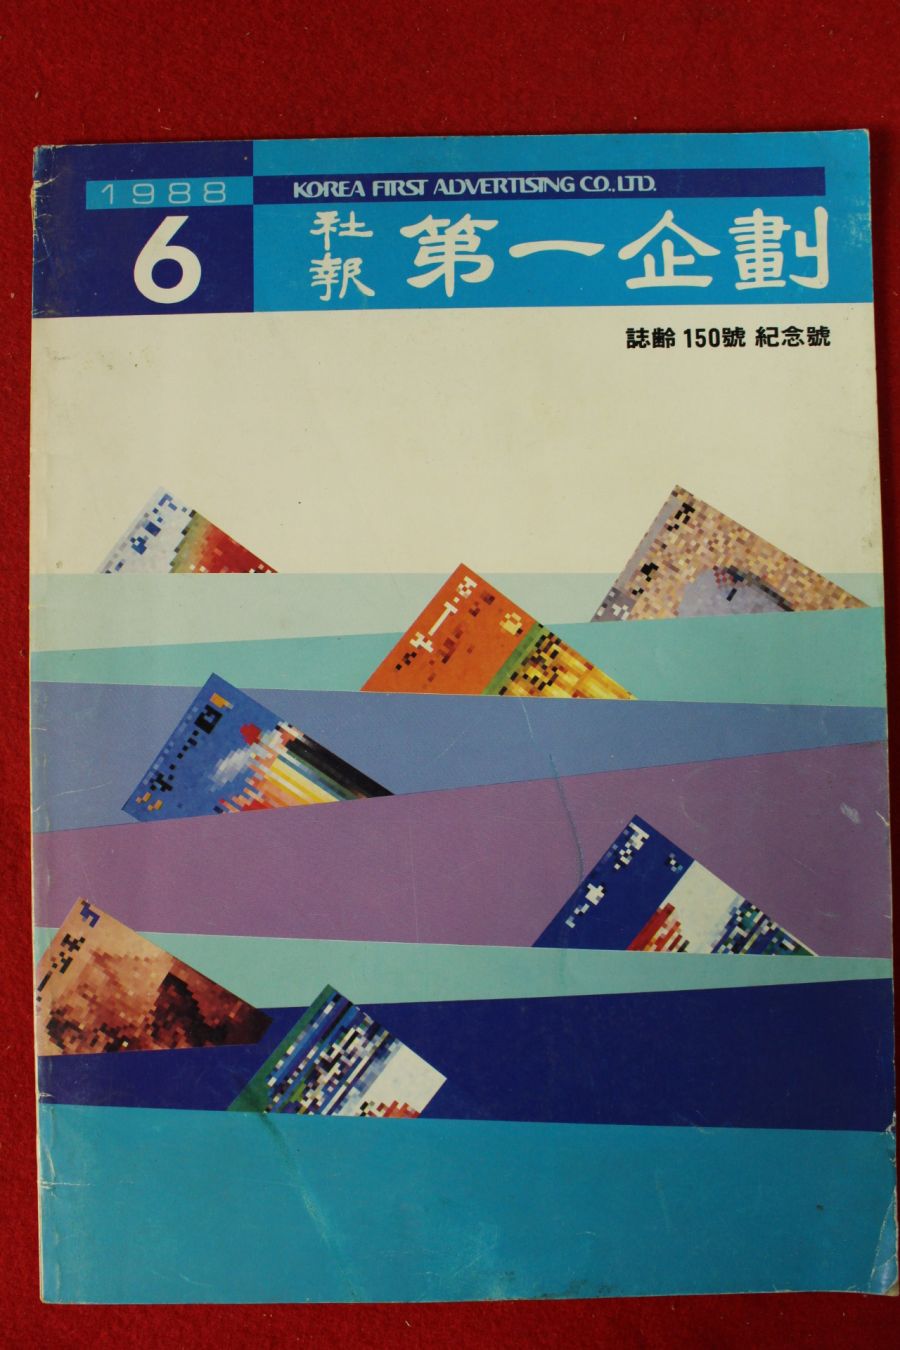 1988
6
KOREA FIRST ADVERTISING CO., LTD.
社報 第一企劃
誌齡 150號 紀念號